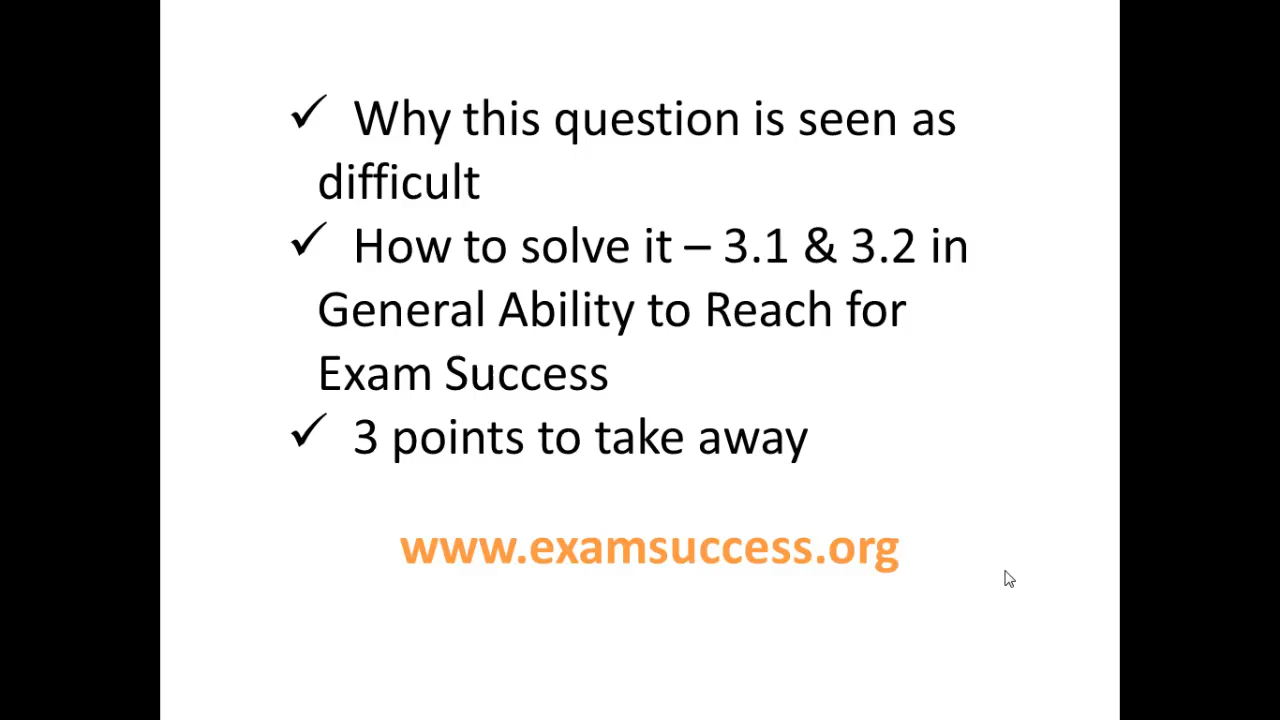 ✓ Why this question is seen as
difficult
✓ How to solve it – 3.1 & 3.2 in
General Ability to Reach for
Exam Success
✓ 3 points to take away
www.examsuccess.org